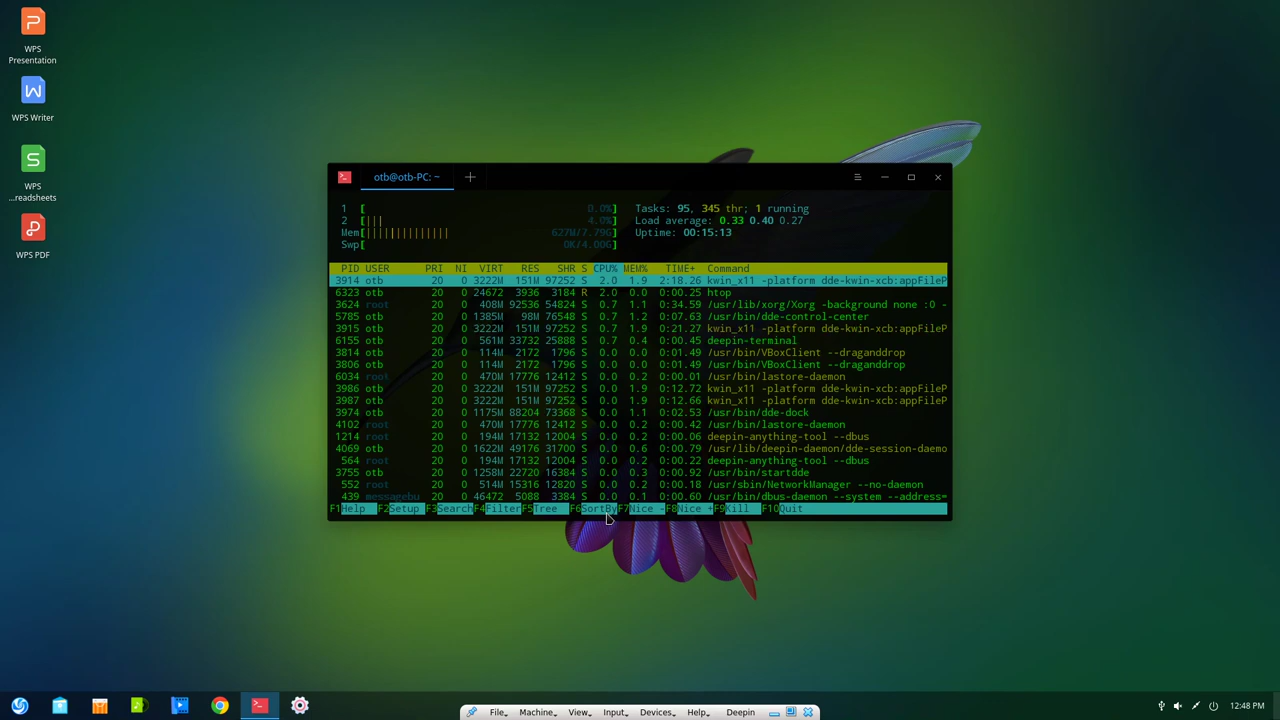 WPS
Presentation
WPS Writer
WPS
...readsheets
WPS PDF
otb@otb-PC: ~
1 [ 0.0%]
2 [||| 4.0%]
Mem[|||||||||||||| 627M/7.79G]
Swp[ 0K/4.00G]
Tasks: 95, 345 thr; 1 running
Load average: 0.33 0.40 0.27
Uptime: 00:15:13
PID USER PRI NI VIRT RES SHR S CPU% MEM% TIME+ Command
3914 otb 20 0 3222M 151M 97252 S 2.0 1.9 2:18.26 kwin_x11 -platform dde-kwin-xcb:appFileP
6323 otb 20 0 24672 3936 3184 R 2.0 0.0 0:00.25 htop
3624 root 20 0 408M 92536 54824 S 0.7 1.1 0:34.59 /usr/lib/xorg/Xorg -background none :0 -
5785 otb 20 0 1385M 98M 76548 S 0.7 1.2 0:07.63 /usr/bin/dde-control-center
3915 otb 20 0 3222M 151M 97252 S 0.7 1.9 0:21.27 kwin_x11 -platform dde-kwin-xcb:appFileP
6155 otb 20 0 561M 33732 25888 S 0.7 0.4 0:00.45 deepin-terminal
3814 otb 20 0 114M 2172 1796 S 0.0 0.0 0:01.49 /usr/bin/VBoxClient --draganddrop
3806 otb 20 0 114M 2172 1796 S 0.0 0.0 0:01.49 /usr/bin/VBoxClient --draganddrop
6034 root 20 0 470M 17776 12412 S 0.0 0.2 0:00.01 /usr/bin/lastore-daemon
3986 otb 20 0 3222M 151M 97252 S 0.0 1.9 0:12.72 kwin_x11 -platform dde-kwin-xcb:appFileP
3987 otb 20 0 3222M 151M 97252 S 0.0 1.9 0:12.66 kwin_x11 -platform dde-kwin-xcb:appFileP
3974 otb 20 0 1175M 88204 73368 S 0.0 1.1 0:02.53 /usr/bin/dde-dock
4102 root 20 0 470M 17776 12412 S 0.0 0.2 0:00.42 /usr/bin/lastore-daemon
1214 root 20 0 194M 17132 12004 S 0.0 0.2 0:00.06 deepin-anything-tool --dbus
4069 otb 20 0 1622M 49176 31700 S 0.0 0.6 0:00.79 /usr/lib/deepin-daemon/dde-session-daemo
564 root 20 0 194M 17132 12004 S 0.0 0.2 0:00.22 deepin-anything-tool --dbus
3755 otb 20 0 1258M 22720 16384 S 0.0 0.3 0:00.92 /usr/bin/startdde
552 root 20 0 514M 15316 12820 S 0.0 0.2 0:00.18 /usr/sbin/NetworkManager --no-daemon
439 messagebu 20 0 46472 5088 3384 S 0.0 0.1 0:00.60 /usr/bin/dbus-daemon --system --address=
F1Help F2Setup F3Search F4Filter F5Tree F6SortBy F7Nice - F8Nice + F9Kill F10Quit
File Machine View Input Devices Help Deepin
12:48 PM